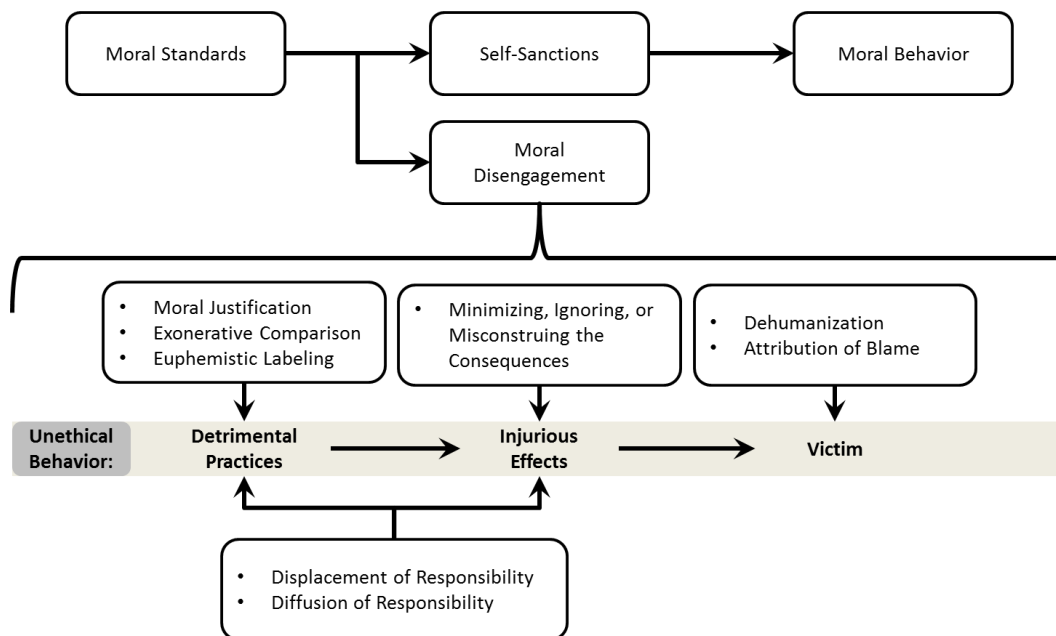 Moral Standards
Self-Sanctions
Moral Behavior
Moral
Disengagement
• Moral Justification
• Exonerative Comparison
• Euphemistic Labeling
• Minimizing, Ignoring, or
Misconstruing the
Consequences
• Dehumanization
• Attribution of Blame
Unethical
Behavior:
Detrimental
Practices
Injurious
Effects
Victim
• Displacement of Responsibility
• Diffusion of Responsibility